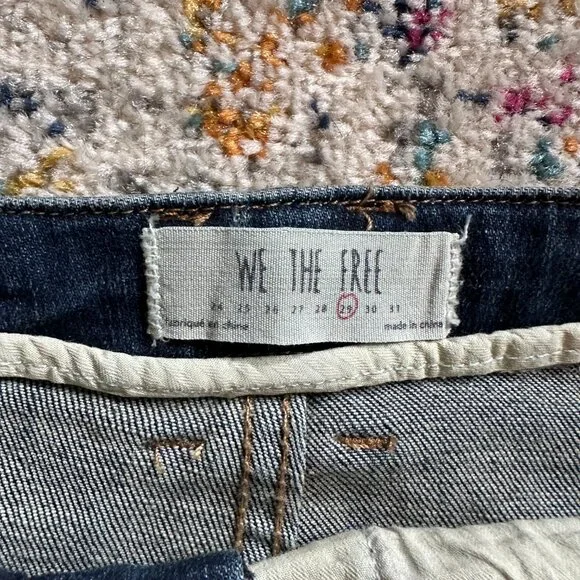 WE THE FREE
24 25 26 27 28 29 30 31
fabriqué en chine made in china